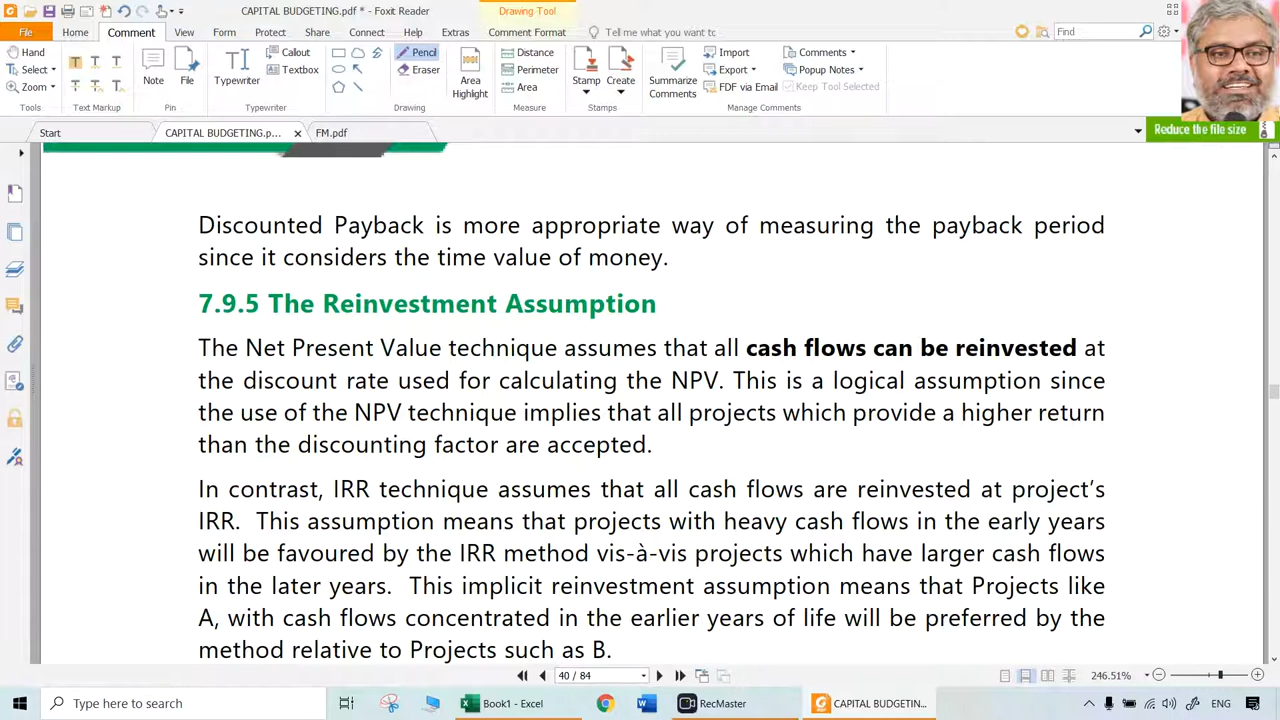 CAPITAL BUDGETING.pdf * - Foxit Reader
Drawing Tool
File Home Comment View Form Protect Share Connect Help Extras Comment Format Tell me what you want to Find
Hand
Select
Zoom
Tools
Text Markup
Note
File
Pin
Typewriter
Callout
Textbox
Typewriter
Pencil
Eraser
Drawing
Area
Highlight
Distance
Perimeter
Area
Measure
Stamp
Create
Stamps
Summarize
Comments
Import
Export
FDF via Email
Comments
Popup Notes
Keep Tool Selected
Manage Comments
Start CAPITAL BUDGETING.p... FM.pdf
Reduce the file size
Discounted Payback is more appropriate way of measuring the payback period
since it considers the time value of money.
7.9.5 The Reinvestment Assumption
The Net Present Value technique assumes that all cash flows can be reinvested at
the discount rate used for calculating the NPV. This is a logical assumption since
the use of the NPV technique implies that all projects which provide a higher return
than the discounting factor are accepted.
In contrast, IRR technique assumes that all cash flows are reinvested at project’s
IRR. This assumption means that projects with heavy cash flows in the early years
will be favoured by the IRR method vis-à-vis projects which have larger cash flows
in the later years. This implicit reinvestment assumption means that Projects like
A, with cash flows concentrated in the earlier years of life will be preferred by the
method relative to Projects such as B.
40 / 84
246.51%
Type here to search
Book1 - Excel
RecMaster
CAPITAL BUDGETIN...
ENG